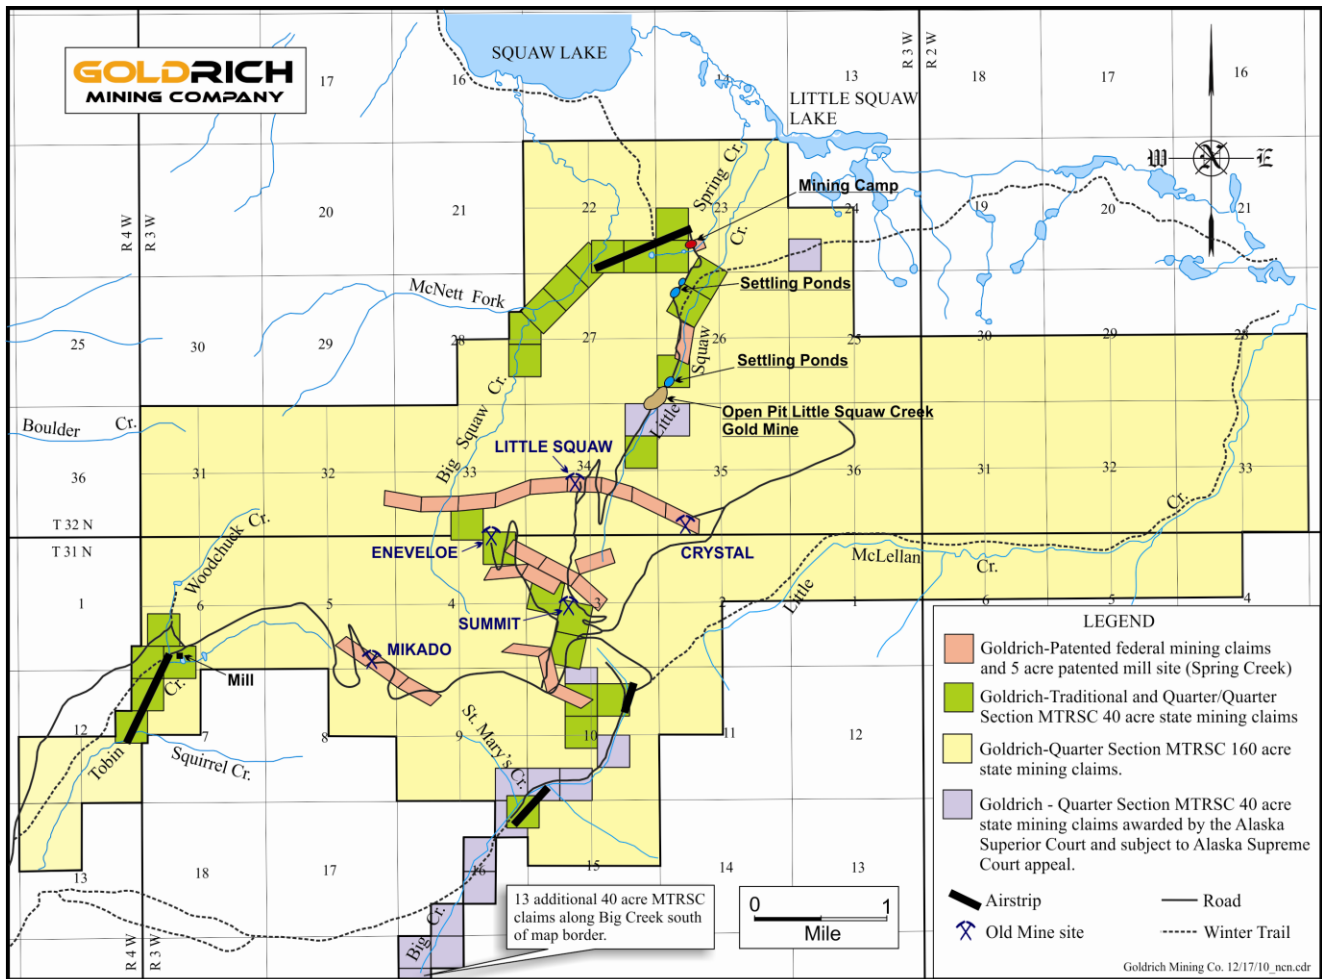 GOLDRICH
MINING COMPANY
SQUAW LAKE
LITTLE SQUAW
LAKE
R 3 W
R 2 W
17
16
14
13
18
17
16
W
N
E
Spring Cr.
Mining Camp
R 4 W
R 3 W
20
21
22
23
24
19
20
21
Cr.
McNett Fork
Settling Ponds
25
30
29
28
27
26
25
30
29
28
Squaw
Settling Ponds
Big Squaw Cr.
Open Pit Little Squaw Creek
Gold Mine
Little
Boulder Cr.
LITTLE SQUAW
36
31
32
33
34
35
36
31
32
33
T 32 N
T 31 N
ENEVELOE
CRYSTAL
Cr.
McLellan
Cr.
Little
Woodchuck Cr.
1
6
5
4
3
2
1
6
5
4
SUMMIT
MIKADO
Mill
Cr.
Tobin
Squirrel Cr.
St. Mary's Cr.
12
7
8
9
10
11
12
13
18
17
16
15
14
13
Big Cr.
R 4 W
R 3 W
13 additional 40 acre MTRSC
claims along Big Creek south
of map border.
0 1
Mile
LEGEND
Goldrich-Patented federal mining claims
and 5 acre patented mill site (Spring Creek)
Goldrich-Traditional and Quarter/Quarter
Section MTRSC 40 acre state mining claims
Goldrich-Quarter Section MTRSC 160 acre
state mining claims.
Goldrich - Quarter Section MTRSC 40 acre
state mining claims awarded by the Alaska
Superior Court and subject to Alaska Supreme
Court appeal.
Airstrip
Road
Old Mine site
Winter Trail
Goldrich Mining Co. 12/17/10_ncn.cdr